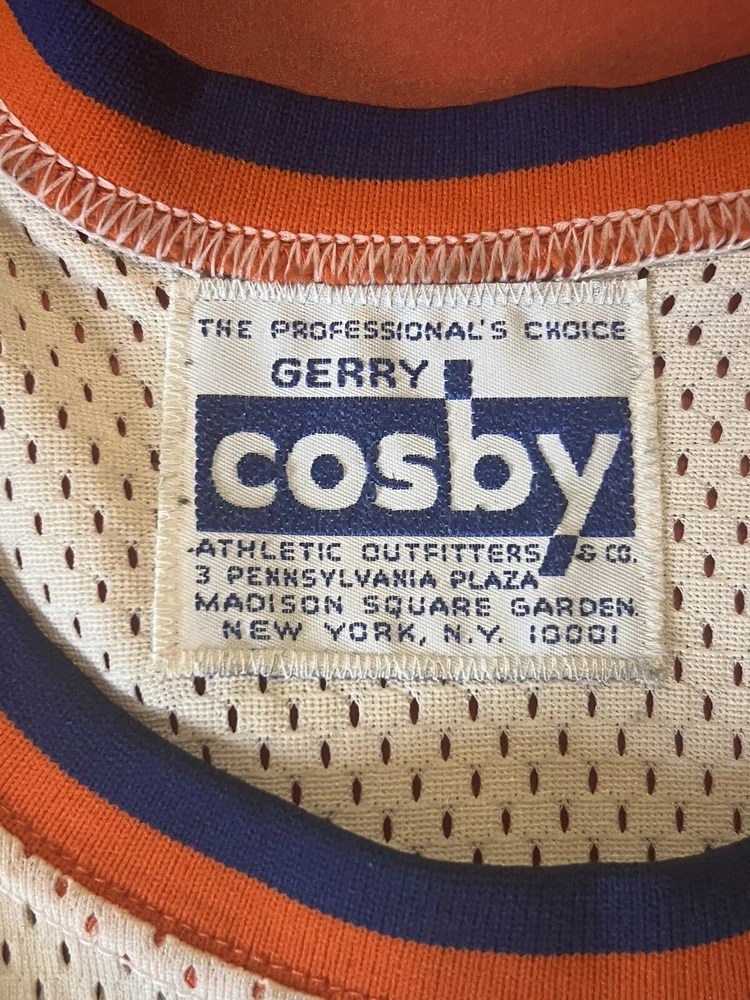 THE PROFESSIONAL'S CHOICE
GERRY
cosby
ATHLETIC OUTFITTERS & CO.
3 PENNSYLVANIA PLAZA
MADISON SQUARE GARDEN.
NEW YORK, N.Y. 10001